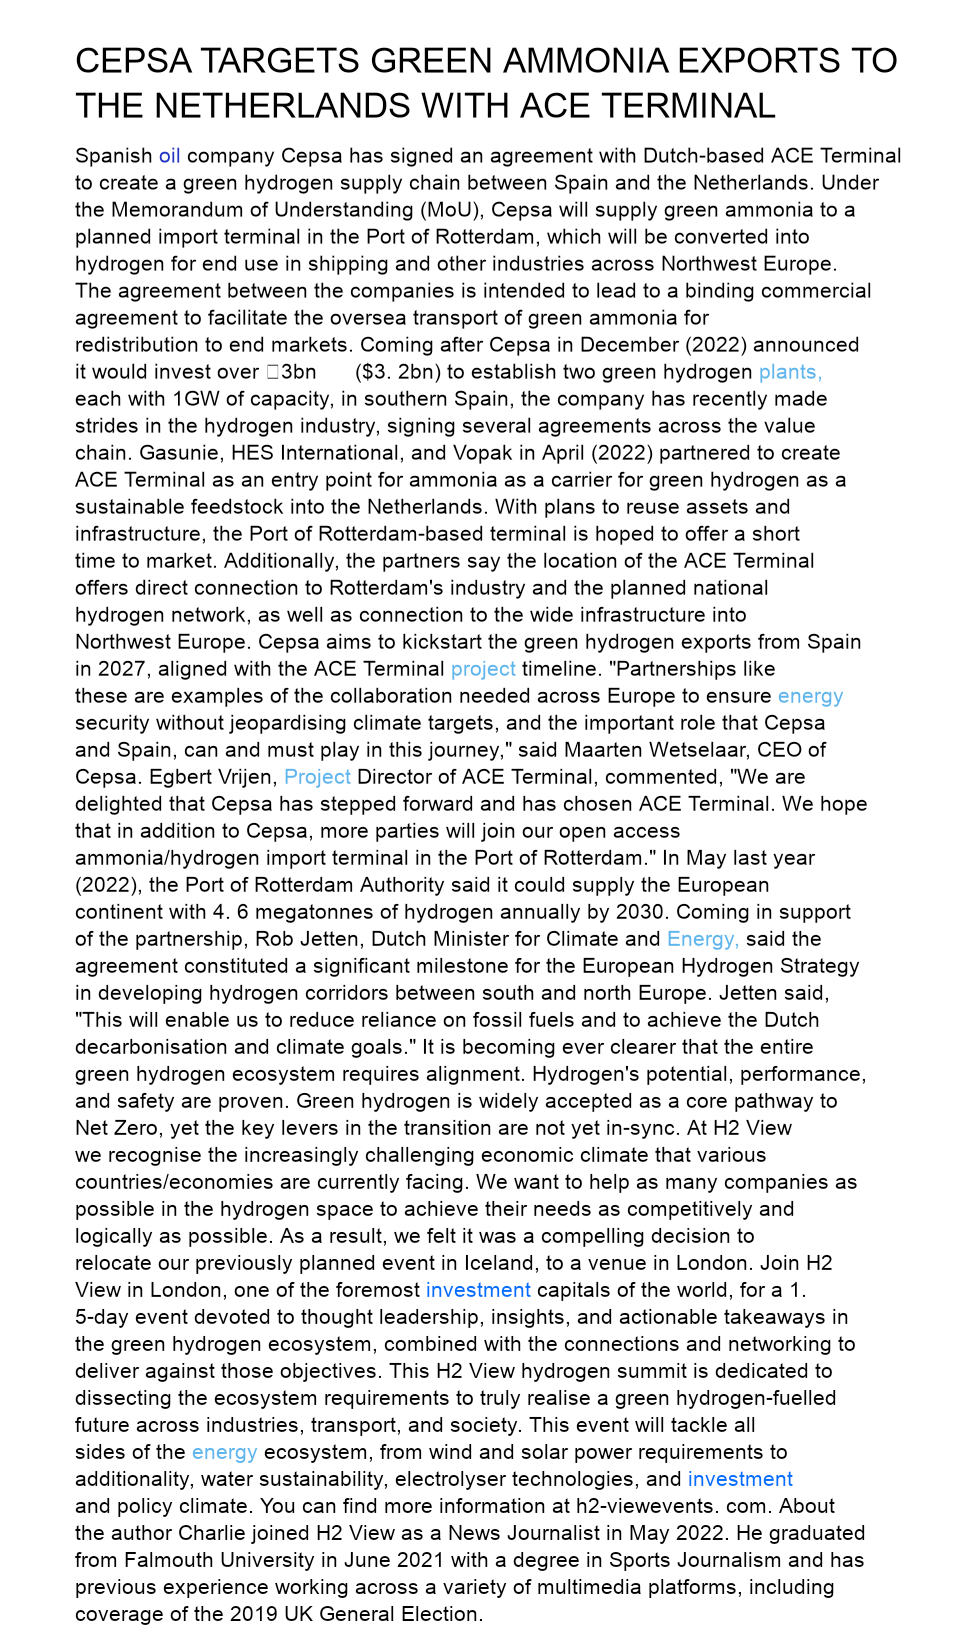 CEPSA TARGETS GREEN AMMONIA EXPORTS TO
THE NETHERLANDS WITH ACE TERMINAL
Spanish oil company Cepsa has signed an agreement with Dutch-based ACE Terminal
to create a green hydrogen supply chain between Spain and the Netherlands. Under
the Memorandum of Understanding (MoU), Cepsa will supply green ammonia to a
planned import terminal in the Port of Rotterdam, which will be converted into
hydrogen for end use in shipping and other industries across Northwest Europe.
The agreement between the companies is intended to lead to a binding commercial
agreement to facilitate the oversea transport of green ammonia for
redistribution to end markets. Coming after Cepsa in December (2022) announced
it would invest over □3bn ($3. 2bn) to establish two green hydrogen plants,
each with 1GW of capacity, in southern Spain, the company has recently made
strides in the hydrogen industry, signing several agreements across the value
chain. Gasunie, HES International, and Vopak in April (2022) partnered to create
ACE Terminal as an entry point for ammonia as a carrier for green hydrogen as a
sustainable feedstock into the Netherlands. With plans to reuse assets and
infrastructure, the Port of Rotterdam-based terminal is hoped to offer a short
time to market. Additionally, the partners say the location of the ACE Terminal
offers direct connection to Rotterdam's industry and the planned national
hydrogen network, as well as connection to the wide infrastructure into
Northwest Europe. Cepsa aims to kickstart the green hydrogen exports from Spain
in 2027, aligned with the ACE Terminal project timeline. "Partnerships like
these are examples of the collaboration needed across Europe to ensure energy
security without jeopardising climate targets, and the important role that Cepsa
and Spain, can and must play in this journey," said Maarten Wetselaar, CEO of
Cepsa. Egbert Vrijen, Project Director of ACE Terminal, commented, "We are
delighted that Cepsa has stepped forward and has chosen ACE Terminal. We hope
that in addition to Cepsa, more parties will join our open access
ammonia/hydrogen import terminal in the Port of Rotterdam." In May last year
(2022), the Port of Rotterdam Authority said it could supply the European
continent with 4. 6 megatonnes of hydrogen annually by 2030. Coming in support
of the partnership, Rob Jetten, Dutch Minister for Climate and Energy, said the
agreement constituted a significant milestone for the European Hydrogen Strategy
in developing hydrogen corridors between south and north Europe. Jetten said,
"This will enable us to reduce reliance on fossil fuels and to achieve the Dutch
decarbonisation and climate goals." It is becoming ever clearer that the entire
green hydrogen ecosystem requires alignment. Hydrogen's potential, performance,
and safety are proven. Green hydrogen is widely accepted as a core pathway to
Net Zero, yet the key levers in the transition are not yet in-sync. At H2 View
we recognise the increasingly challenging economic climate that various
countries/economies are currently facing. We want to help as many companies as
possible in the hydrogen space to achieve their needs as competitively and
logically as possible. As a result, we felt it was a compelling decision to
relocate our previously planned event in Iceland, to a venue in London. Join H2
View in London, one of the foremost investment capitals of the world, for a 1.
5-day event devoted to thought leadership, insights, and actionable takeaways in
the green hydrogen ecosystem, combined with the connections and networking to
deliver against those objectives. This H2 View hydrogen summit is dedicated to
dissecting the ecosystem requirements to truly realise a green hydrogen-fuelled
future across industries, transport, and society. This event will tackle all
sides of the energy ecosystem, from wind and solar power requirements to
additionality, water sustainability, electrolyser technologies, and investment
and policy climate. You can find more information at h2-viewevents. com. About
the author Charlie joined H2 View as a News Journalist in May 2022. He graduated
from Falmouth University in June 2021 with a degree in Sports Journalism and has
previous experience working across a variety of multimedia platforms, including
coverage of the 2019 UK General Election.